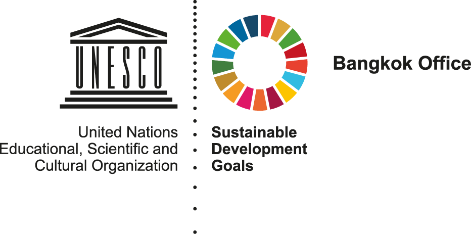 UNESCO
United Nations
Educational, Scientific and
Cultural Organization
Sustainable
Development
Goals
Bangkok Office